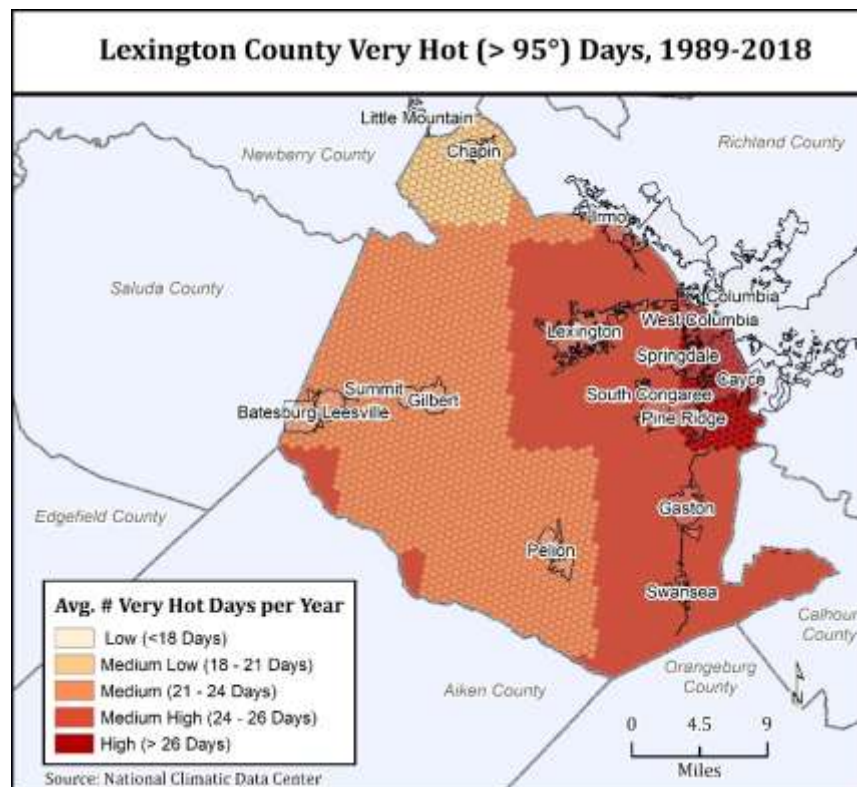 Lexington County Very Hot (> 95°) Days, 1989-2018
Little Mountain
Newberry County
Chapin
Richland County
Irmo
Saluda County
Columbia
West Columbia
Lexington
Springdale
Cayce
Summit
Gilbert
South Congaree
Batesburg Leesville
Pine Ridge
Edgefield County
Gaston
Pelion
Swansea
Calhoun
County
Orangeburg
County
Aiken County
N
Avg. # Very Hot Days per Year
Low (<18 Days)
Medium Low (18 - 21 Days)
Medium (21 - 24 Days)
Medium High (24 - 26 Days)
High (> 26 Days)
0 4.5 9
Miles
Source: National Climatic Data Center